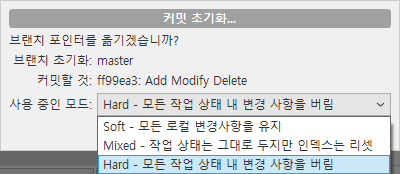 커밋 초기화...
브랜치 포인터를 옮기겠습니까?
브랜치 초기화: master
커밋할 것: ff99ea3: Add Modify Delete
사용 중인 모드: Hard - 모든 작업 상태 내 변경 사항을 버림
Soft - 모든 로컬 변경사항을 유지
Mixed - 작업 상태는 그대로 두지만 인덱스는 리셋
Hard - 모든 작업 상태 내 변경 사항을 버림